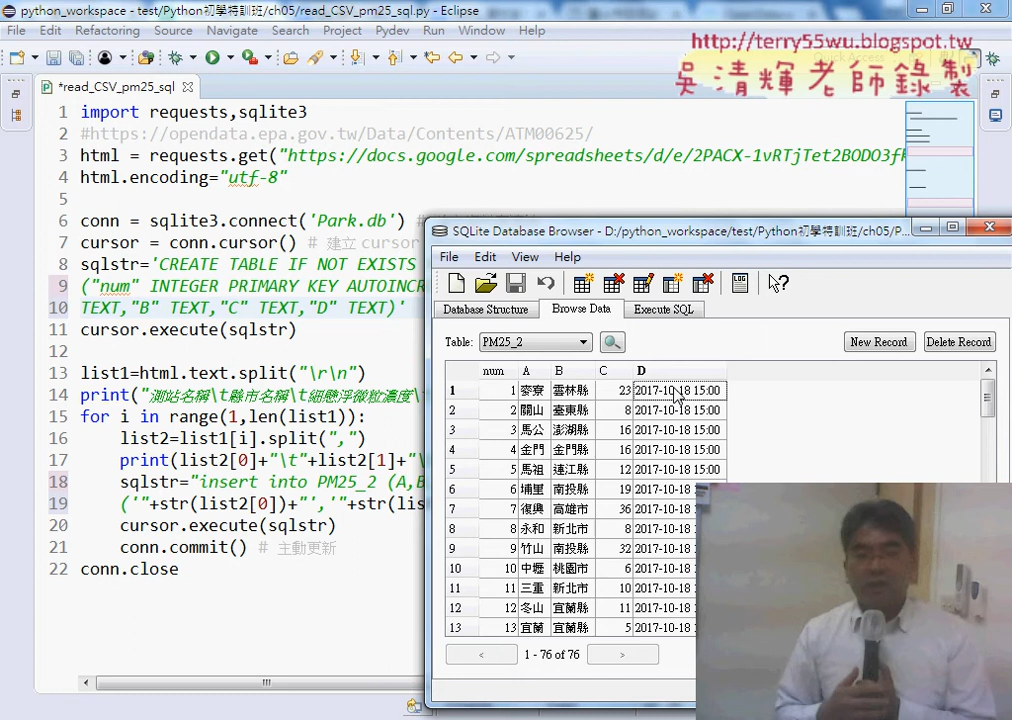 python_workspace - test/Python初學特訓班/ch05/read_CSV_pm25_sql.py - Eclipse
File Edit Refactoring Source Navigate Search Project Pydev Run Window Help
http://terry55wu.blogspot.tw
吳清輝老師錄製
*read_CSV_pm25_sql
1 import requests,sqlite3
2 #https://opendata.epa.gov.tw/Data/Contents/ATM00625/
3 html = requests.get("https://docs.google.com/spreadsheets/d/e/2PACX-1vRTjTet2BODO3f
4 html.encoding="utf-8"
5
6 conn = sqlite3.connect('Park.db') #
7 cursor = conn.cursor() # 建立 cursor
8 sqlstr='CREATE TABLE IF NOT EXISTS
9 ("num" INTEGER PRIMARY KEY AUTOINCR
10 TEXT,"B" TEXT,"C" TEXT,"D" TEXT)'
11 cursor.execute(sqlstr)
12
13 list1=html.text.split("\r\n")
14 print("測站名稱\t縣市名稱\t細懸浮微粒濃度\
15 for i in range(1,len(list1)):
16 list2=list1[i].split(",")
17 print(list2[0]+"\t"+list2[1]+"\
18 sqlstr="insert into PM25_2 (A,B
19 ('"+str(list2[0])+"','"+str(lis
20 cursor.execute(sqlstr)
21 conn.commit() # 主動更新
22 conn.close
SQLite Database Browser - D:/python_workspace/test/Python初學特訓班/ch05/P...
File Edit View Help
LOG
Database Structure Browse Data Execute SQL
Table: PM25_2 New Record Delete Record
num A B C D
1 1 麥寮 雲林縣 23 2017-10-18 15:00
2 2 關山 臺東縣 8 2017-10-18 15:00
3 3 馬公 澎湖縣 16 2017-10-18 15:00
4 4 金門 金門縣 16 2017-10-18 15:00
5 5 馬祖 連江縣 12 2017-10-18 15:00
6 6 埔里 南投縣 19 2017-10-18
7 7 復興 高雄市 36 2017-10-18
8 8 永和 新北市 8 2017-10-18
9 9 竹山 南投縣 32 2017-10-18
10 10 中壢 桃園市 6 2017-10-18
11 11 三重 新北市 10 2017-10-18
12 12 冬山 宜蘭縣 11 2017-10-18
13 13 宜蘭 宜蘭縣 5 2017-10-18
< 1 - 76 of 76 >